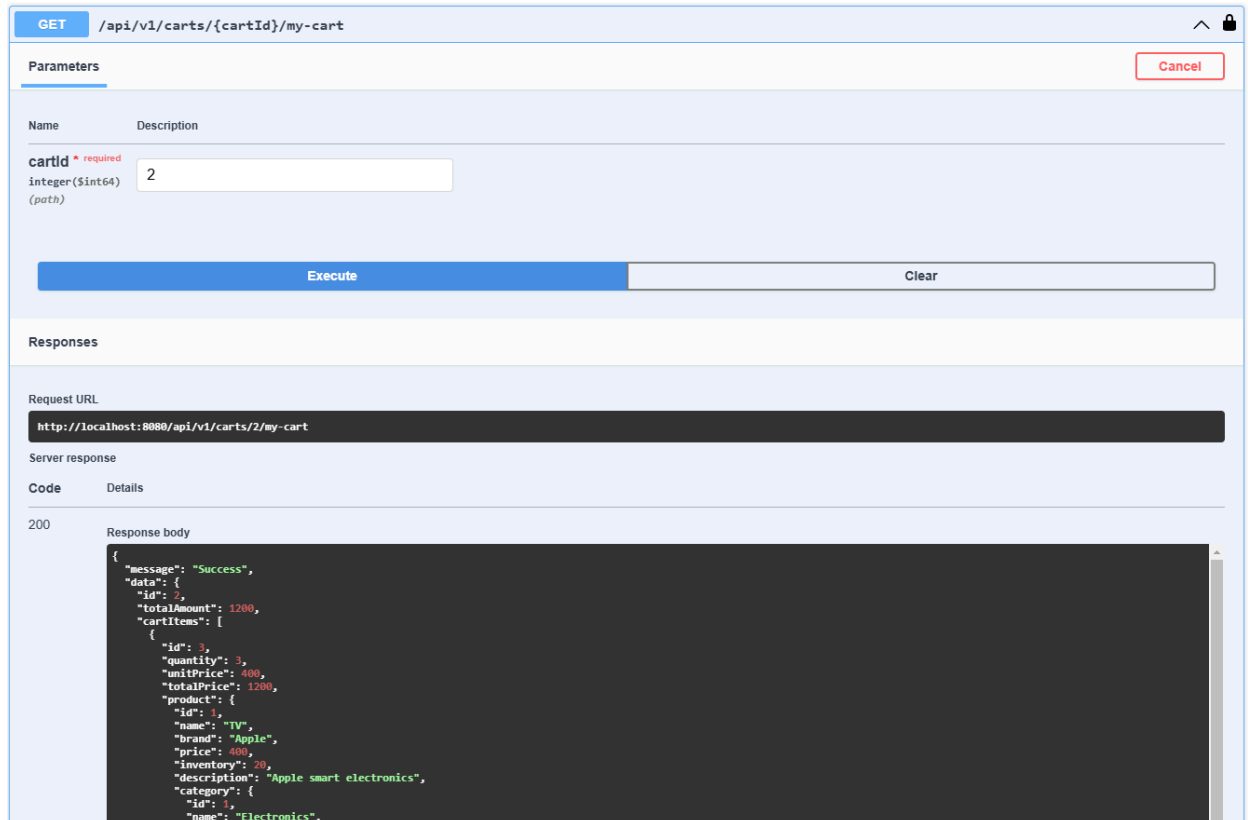 GET /api/v1/carts/{cartId}/my-cart
Parameters
Cancel
Name Description
cartId * required
integer($int64)
(path)
2
Execute
Clear
Responses
Request URL
http://localhost:8080/api/v1/carts/2/my-cart
Server response
Code Details
200
Response body
{
"message": "Success",
"data": {
"id": 2,
"totalAmount": 1200,
"cartItems": [
{
"id": 3,
"quantity": 3,
"unitPrice": 400,
"totalPrice": 1200,
"product": {
"id": 1,
"name": "TV",
"brand": "Apple",
"price": 400,
"inventory": 20,
"description": "Apple smart electronics",
"category": {
"id": 1,
"name": "Electronics",